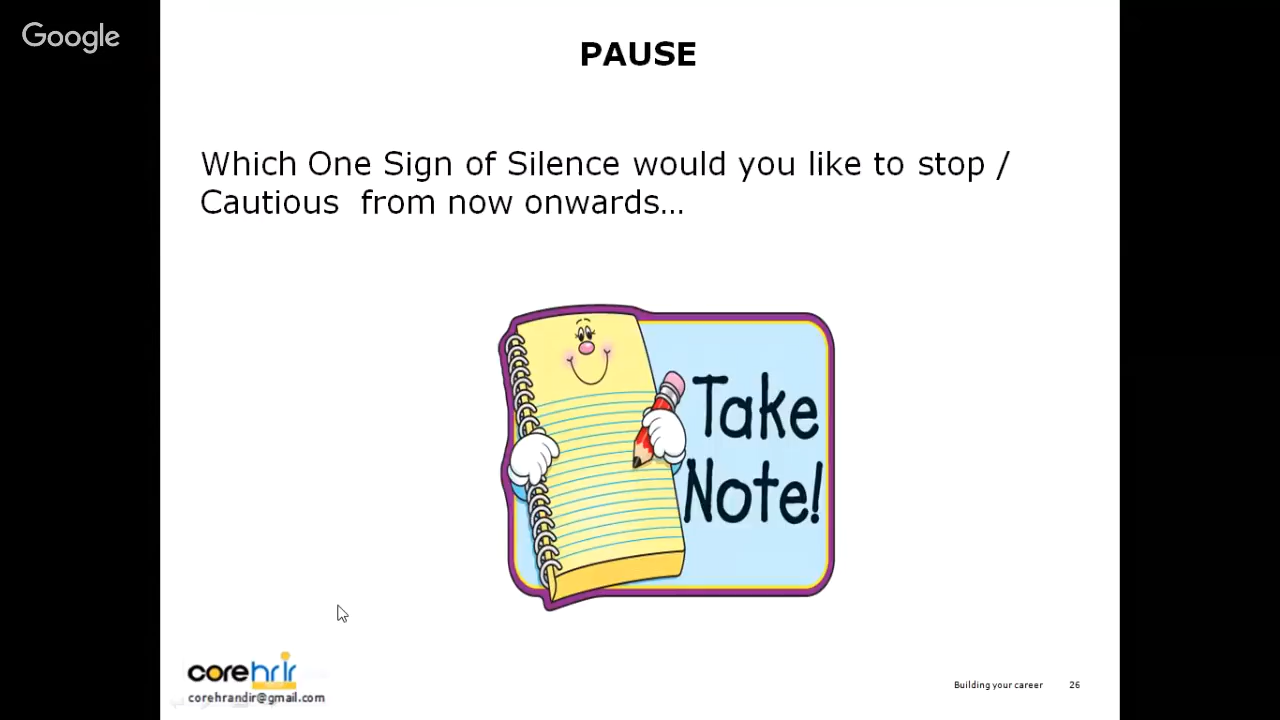 Google
PAUSE
Which One Sign of Silence would you like to stop /
Cautious from now onwards...
Take
Note!
corehrir
corehrandir@gmail.com
Building your career 26